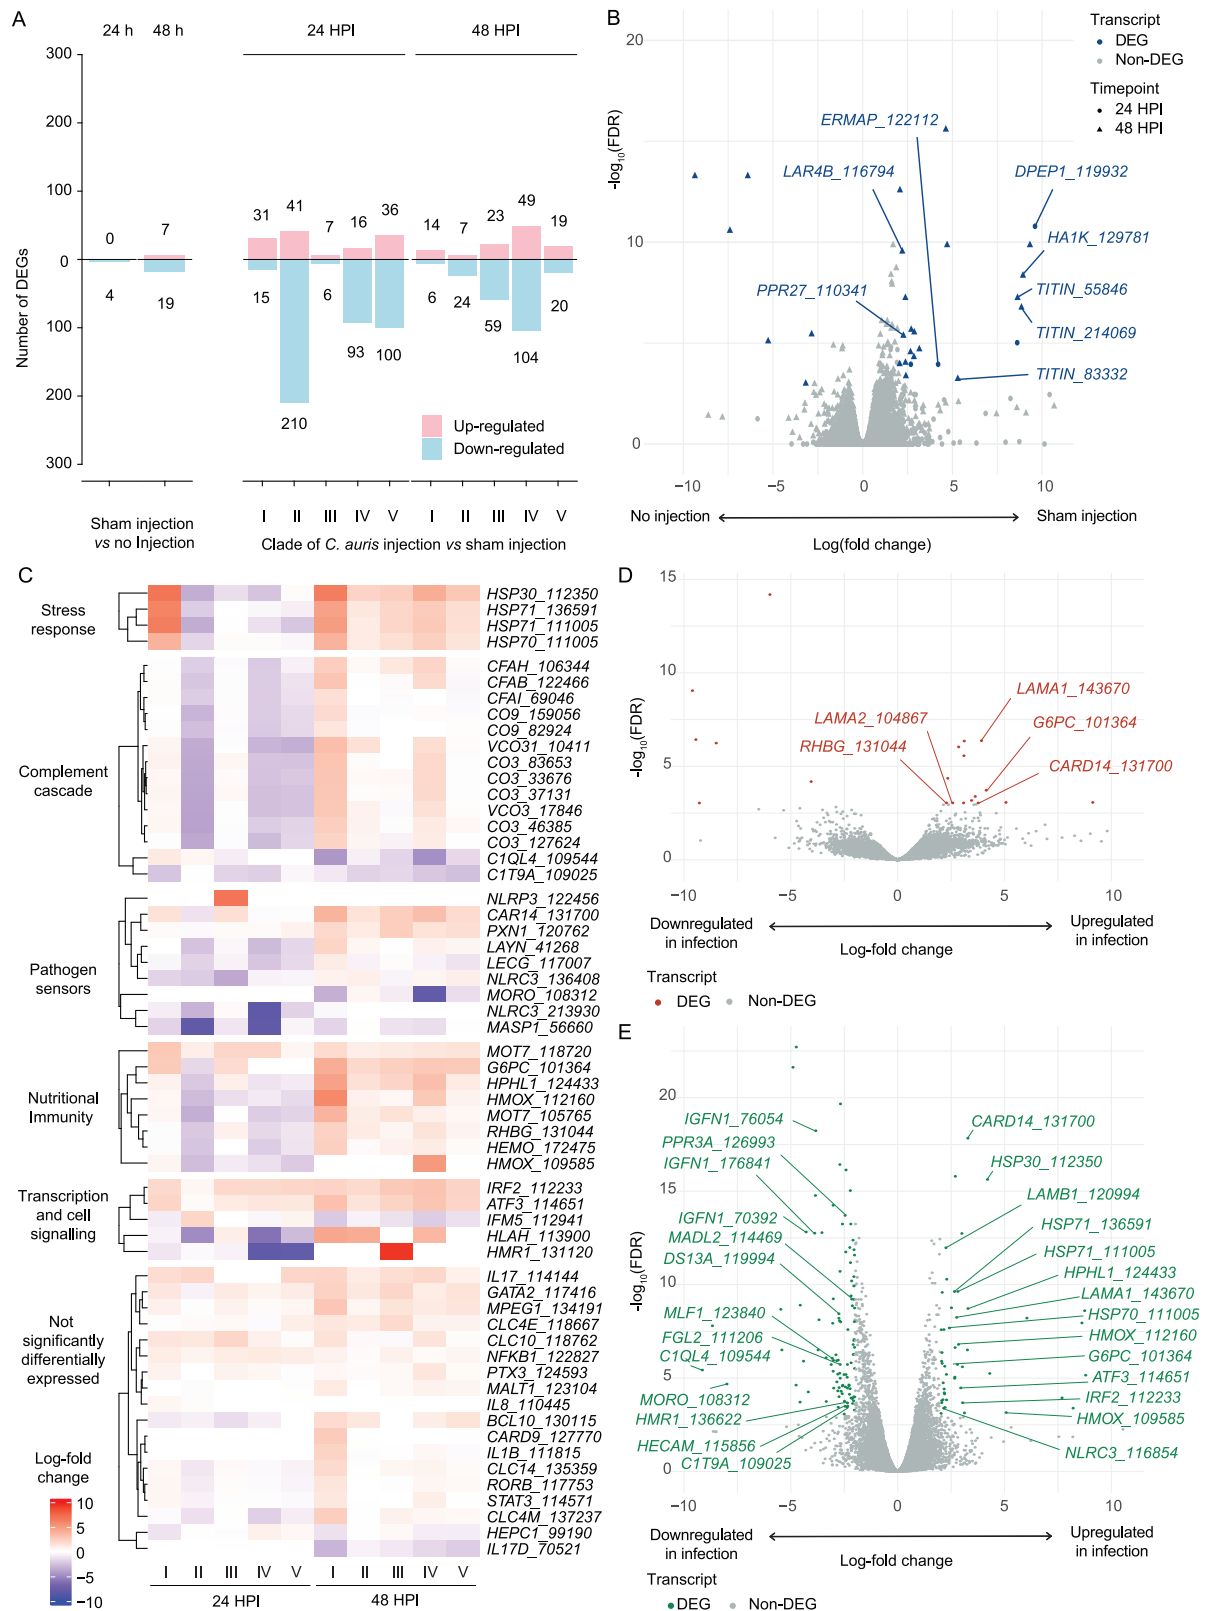 A
24 h 48 h 24 HPI 48 HPI
300
200
100
0
100
200
300
Number of DEGs
0 7 31 41 7 16 36 14 7 23 49 19
4 19 15 210 6 93 100 6 24 59 104 20
Up-regulated
Down-regulated
I II III IV V I II III IV V
Sham injection
vs no Injection
Clade of C. auris injection vs sham injection
B
Transcript
DEG
Non-DEG
Timepoint
24 HPI
48 HPI
20
10
0
-log10(FDR)
ERMAP_122112
LAR4B_116794
DPEP1_119932
HA1K_129781
TITIN_55846
PPR27_110341
TITIN_214069
TITIN_83332
−10 −5 0 5 10
No injection Sham injection
Log(fold change)
C
Stress
response
HSP30_112350
HSP71_136591
HSP71_111005
HSP70_111005
Complement
cascade
CFAH_106344
CFAB_122466
CFAI_69046
CO9_159056
CO9_82924
VCO31_10411
CO3_83653
CO3_33676
CO3_37131
VCO3_17846
CO3_46385
CO3_127624
C1QL4_109544
C1T9A_109025
Pathogen
sensors
NLRP3_122456
CAR14_131700
PXN1_120762
LAYN_41268
LECG_117007
NLRC3_136408
MORO_108312
NLRC3_213930
MASP1_56660
Nutritional
Immunity
MOT7_118720
G6PC_101364
HPHL1_124433
HMOX_112160
MOT7_105765
RHBG_131044
HEMO_172475
HMOX_109585
Transcription
and cell
signalling
IRF2_112233
ATF3_114651
IFM5_112941
HLAH_113900
HMR1_131120
Not
significantly
differentially
expressed
IL17_114144
GATA2_117416
MPEG1_134191
CLC4E_118667
CLC10_118762
NFKB1_122827
PTX3_124593
MALT1_123104
IL8_110445
BCL10_130115
CARD9_127770
IL1B_111815
CLC14_135359
RORB_117753
STAT3_114571
CLC4M_137237
HEPC1_99190
IL17D_70521
Log-fold
change
10
5
0
−5
−10
I II III IV V I II III IV V
24 HPI 48 HPI
D
15
10
5
0
-log10(FDR)
LAMA1_143670
LAMA2_104867
G6PC_101364
RHBG_131044
CARD14_131700
−10 −5 0 5 10
Downregulated
in infection
Log-fold change
Upregulated
in infection
Transcript
DEG Non-DEG
E
20
15
10
5
0
-log10(FDR)
IGFN1_76054
PPR3A_126993
IGFN1_176841
IGFN1_70392
MADL2_114469
DS13A_119994
MLF1_123840
FGL2_111206
C1QL4_109544
MORO_108312
HMR1_136622
HECAM_115856
C1T9A_109025
CARD14_131700
HSP30_112350
LAMB1_120994
HSP71_136591
HSP71_111005
HPHL1_124433
LAMA1_143670
HSP70_111005
HMOX_112160
G6PC_101364
ATF3_114651
IRF2_112233
HMOX_109585
NLRC3_116854
−10 −5 0 5 10
Downregulated
in infection
Log-fold change
Upregulated
in infection
Transcript
DEG Non-DEG